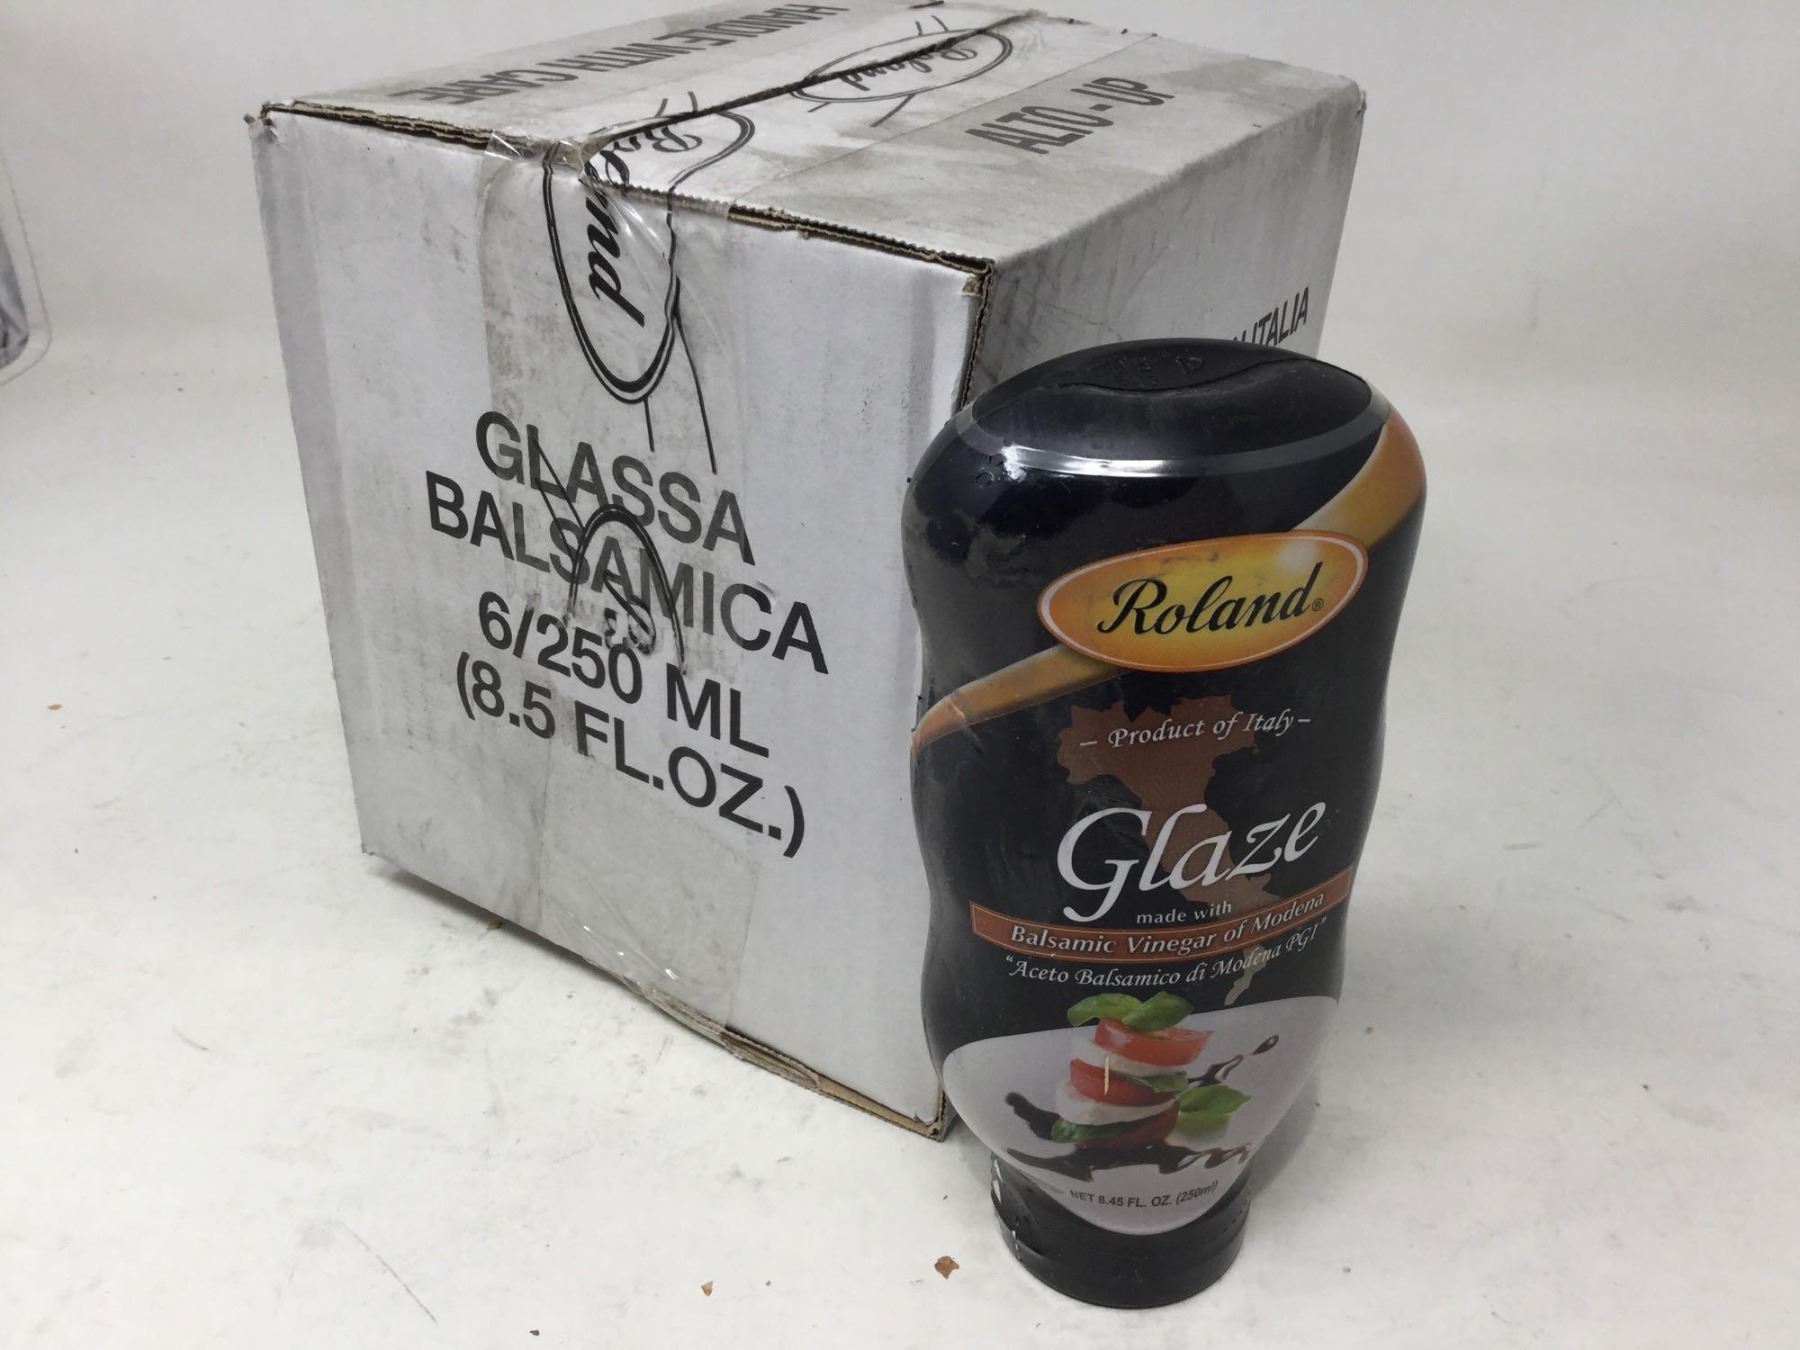 HANDLE WITH CARE
Roland
ALTO - UP
Roland
GLASSA
BALSAMICA
6/250 ML
(8.5 FL.OZ.)
ITALIA
Roland®
– Product of Italy –
Glaze
made with
Balsamic Vinegar of Modena
“Aceto Balsamico di Modena PGI”
NET 8.45 FL. OZ. (250ml)